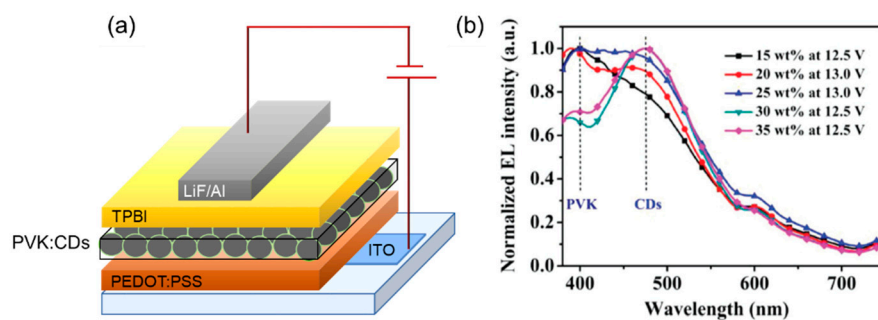 (a)
LiF/Al
TPBI
PVK:CDs
ITO
PEDOT:PSS
(b)
Normalized EL intensity (a.u.)
1.0
0.8
0.6
0.4
0.2
0.0
15 wt% at 12.5 V
20 wt% at 13.0 V
25 wt% at 13.0 V
30 wt% at 12.5 V
35 wt% at 12.5 V
PVK
CDs
400
500
600
700
Wavelength (nm)